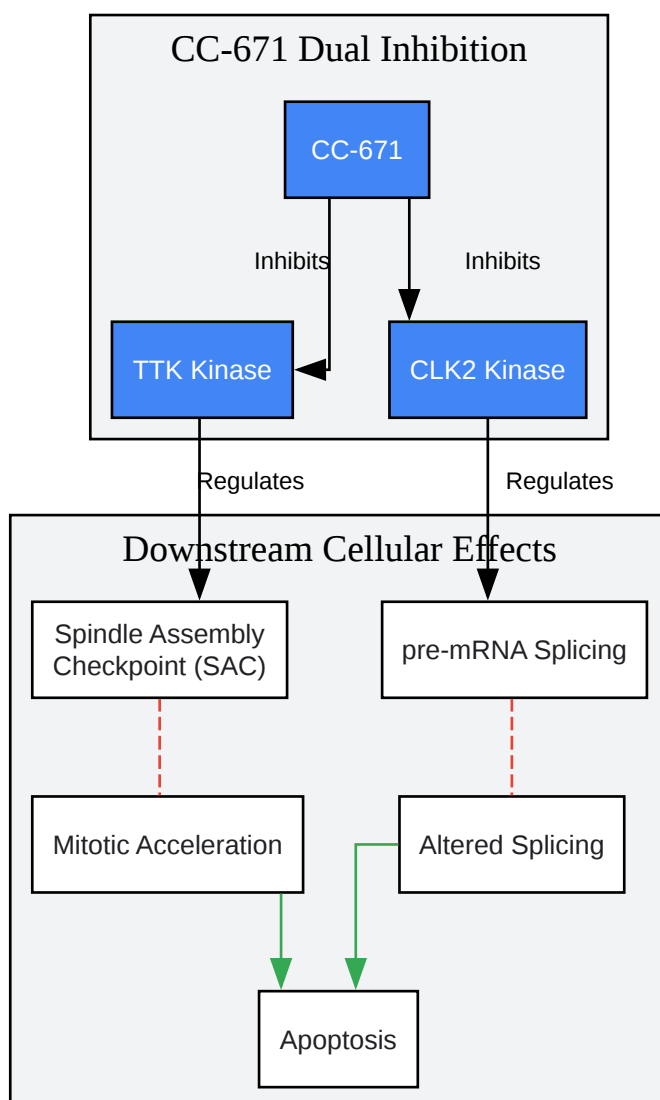 CC-671 Dual Inhibition
CC-671
Inhibits
Inhibits
TTK Kinase
CLK2 Kinase
Regulates
Regulates
Downstream Cellular Effects
Spindle Assembly
Checkpoint (SAC)
pre-mRNA Splicing
Mitotic Acceleration
Altered Splicing
Apoptosis